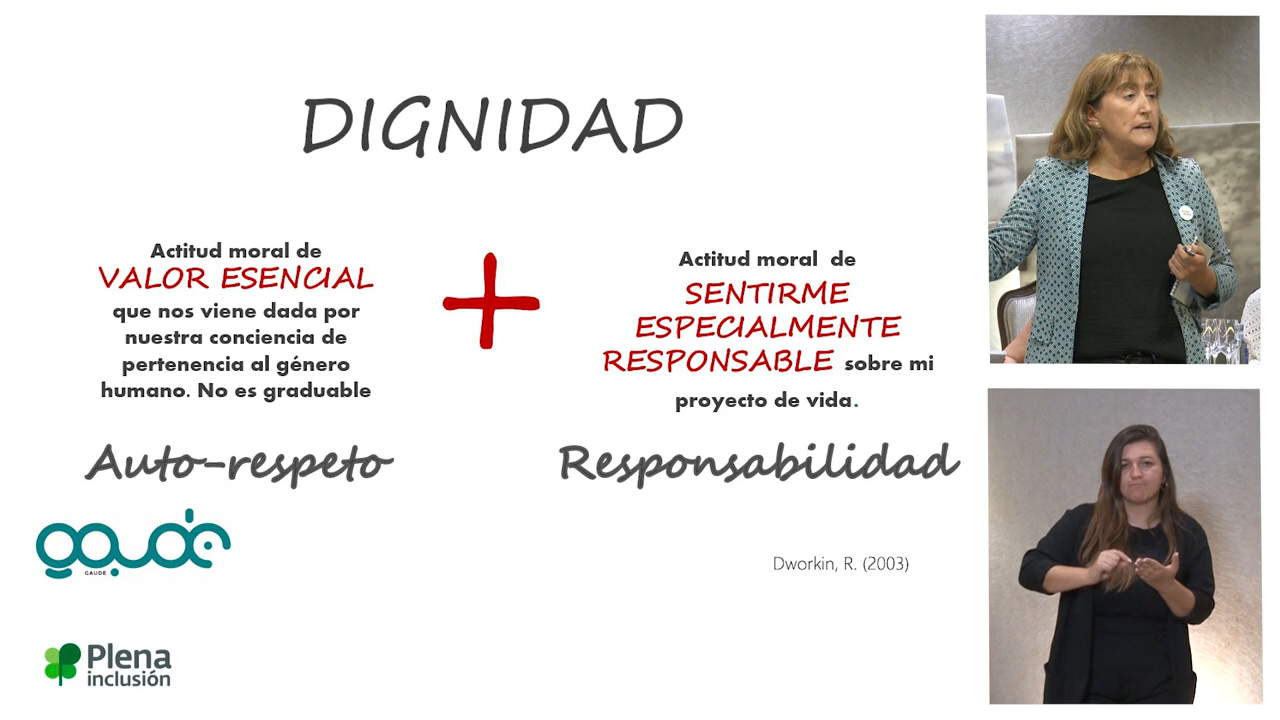 DIGNIDAD
Actitud moral de
VALOR ESENCIAL
que nos viene dada por
nuestra conciencia de
pertenencia al género
humano. No es graduable
Auto-respeto
+
Actitud moral de
SENTIRME
ESPECIALMENTE
RESPONSABLE sobre mi
proyecto de vida.
Responsabilidad
gaude
GAUDE
Dworkin, R. (2003)
Plena
inclusión